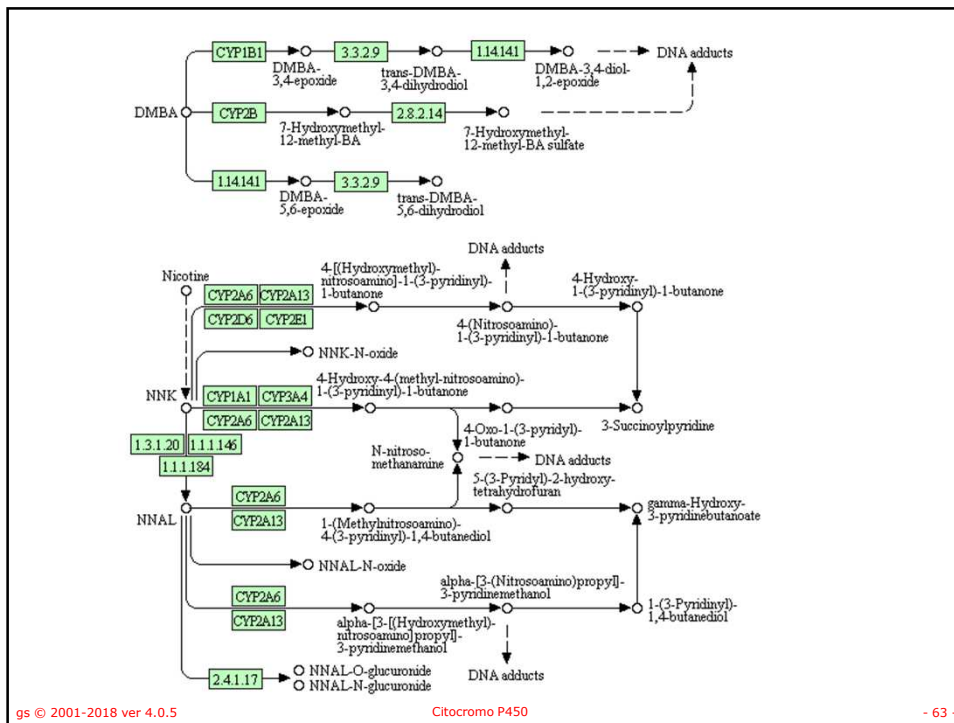 CYP1B1
3.3.2.9
1.14.14.1
DNA adducts
DMBA-
3,4-epoxide
trans-DMBA-
3,4-dihydrodiol
DMBA-3,4-diol-
1,2-epoxide
DMBA
CYP2B
2.8.2.14
7-Hydroxymethyl-
12-methyl-BA
7-Hydroxymethyl-
12-methyl-BA sulfate
1.14.14.1
3.3.2.9
DMBA-
5,6-epoxide
trans-DMBA-
5,6-dihydrodiol
DNA adducts
Nicotine
4-[(Hydroxymethyl)-
nitrosoamino]-1-(3-pyridinyl)-
1-butanone
4-Hydroxy-
1-(3-pyridinyl)-1-butanone
CYP2A6 CYP2A13
CYP2D6 CYP2E1
4-(Nitrosoamino)-
1-(3-pyridinyl)-1-butanone
NNK-N-oxide
4-Hydroxy-4-(methyl-nitrosoamino)-
1-(3-pyridinyl)-1-butanone
NNK
CYP1A1 CYP3A4
CYP2A6 CYP2A13
3-Succinoylpyridine
4-Oxo-1-(3-pyridyl)-
1-butanone
1.3.1.20 1.1.1.146
1.1.1.184
N-nitroso-
methanamine
DNA adducts
5-(3-Pyridyl)-2-hydroxy-
tetrahydrofuran
NNAL
CYP2A6
CYP2A13
1-(Methylnitrosoamino)-
4-(3-pyridinyl)-1,4-butanediol
gamma-Hydroxy-
3-pyridinebutanoate
NNAL-N-oxide
CYP2A6
CYP2A13
alpha-[3-(Nitrosoamino)propyl]-
3-pyridinemethanol
alpha-[3-[(Hydroxymethyl)-
nitrosoamino]propyl]-
3-pyridinemethanol
1-(3-Pyridinyl)-
1,4-butanediol
2.4.1.17
NNAL-O-glucuronide
NNAL-N-glucuronide
DNA adducts
gs © 2001-2018 ver 4.0.5
Citocromo P450
- 63 -